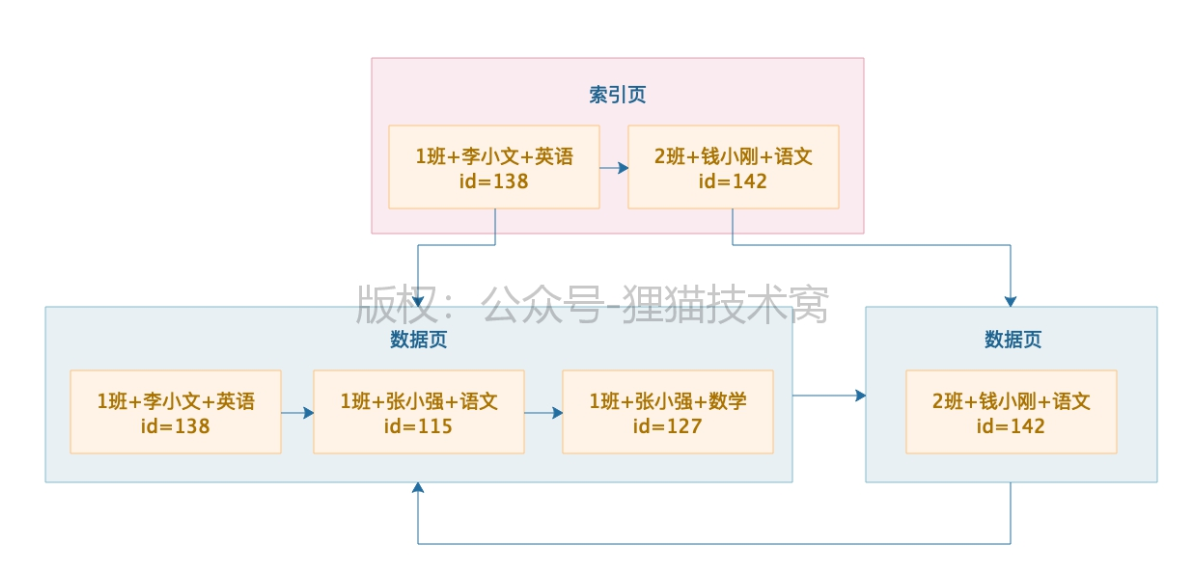 索引页
1班+李小文+英语
id=138
2班+钱小刚+语文
id=142
版权：公众号-狸猫技术窝
数据页
1班+李小文+英语
id=138
1班+张小强+语文
id=115
1班+张小强+数学
id=127
数据页
2班+钱小刚+语文
id=142